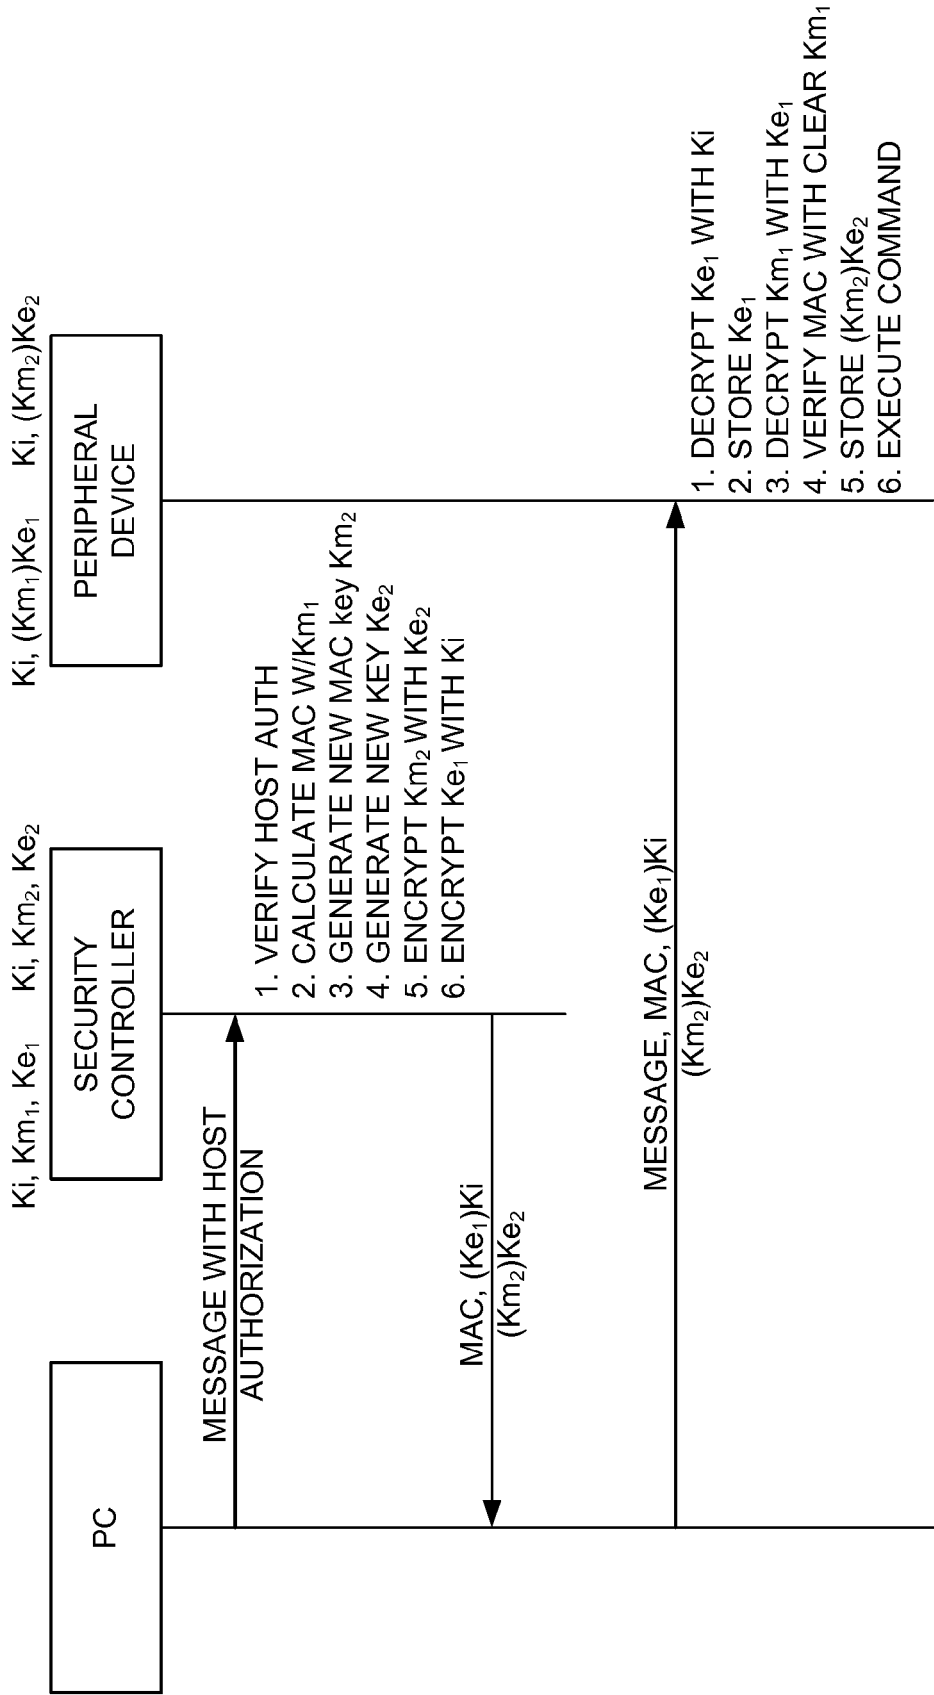 PC
Ki, Km₁, Ke₁
Ki, Km₂, Ke₂
SECURITY
CONTROLLER
Ki, (Km₁)Ke₁
Ki, (Km₂)Ke₂
PERIPHERAL
DEVICE
MESSAGE WITH HOST
AUTHORIZATION
1. VERIFY HOST AUTH
2. CALCULATE MAC W/Km₁
3. GENERATE NEW MAC key Km₂
4. GENERATE NEW KEY Ke₂
5. ENCRYPT Km₂ WITH Ke₂
6. ENCRYPT Ke₁ WITH Ki
MAC, (Ke₁)Ki
(Km₂)Ke₂
MESSAGE, MAC, (Ke₁)Ki
(Km₂)Ke₂
1. DECRYPT Ke₁ WITH Ki
2. STORE Ke₁
3. DECRYPT Km₁ WITH Ke₁
4. VERIFY MAC WITH CLEAR Km₁
5. STORE (Km₂)Ke₂
6. EXECUTE COMMAND